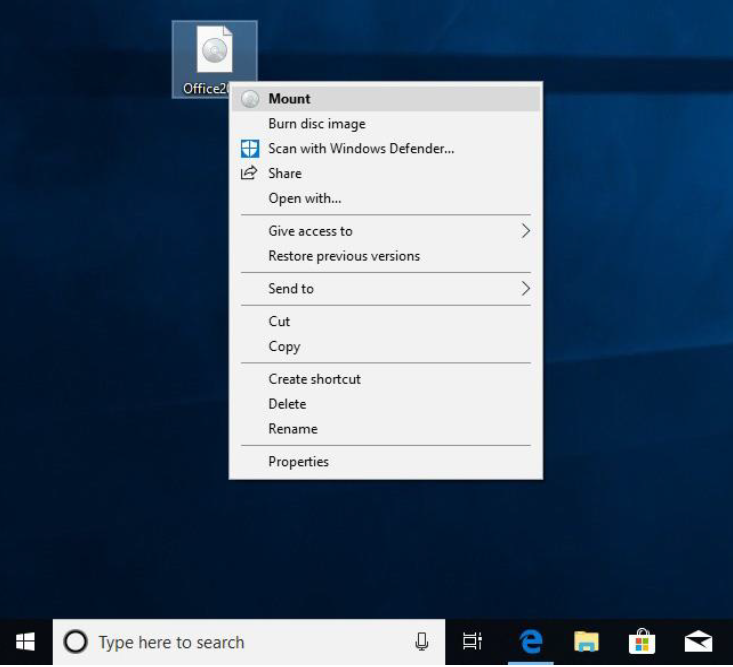 Office2
Mount
Burn disc image
Scan with Windows Defender...
Share
Open with...
Give access to
Restore previous versions
Send to
Cut
Copy
Create shortcut
Delete
Rename
Properties
Type here to search